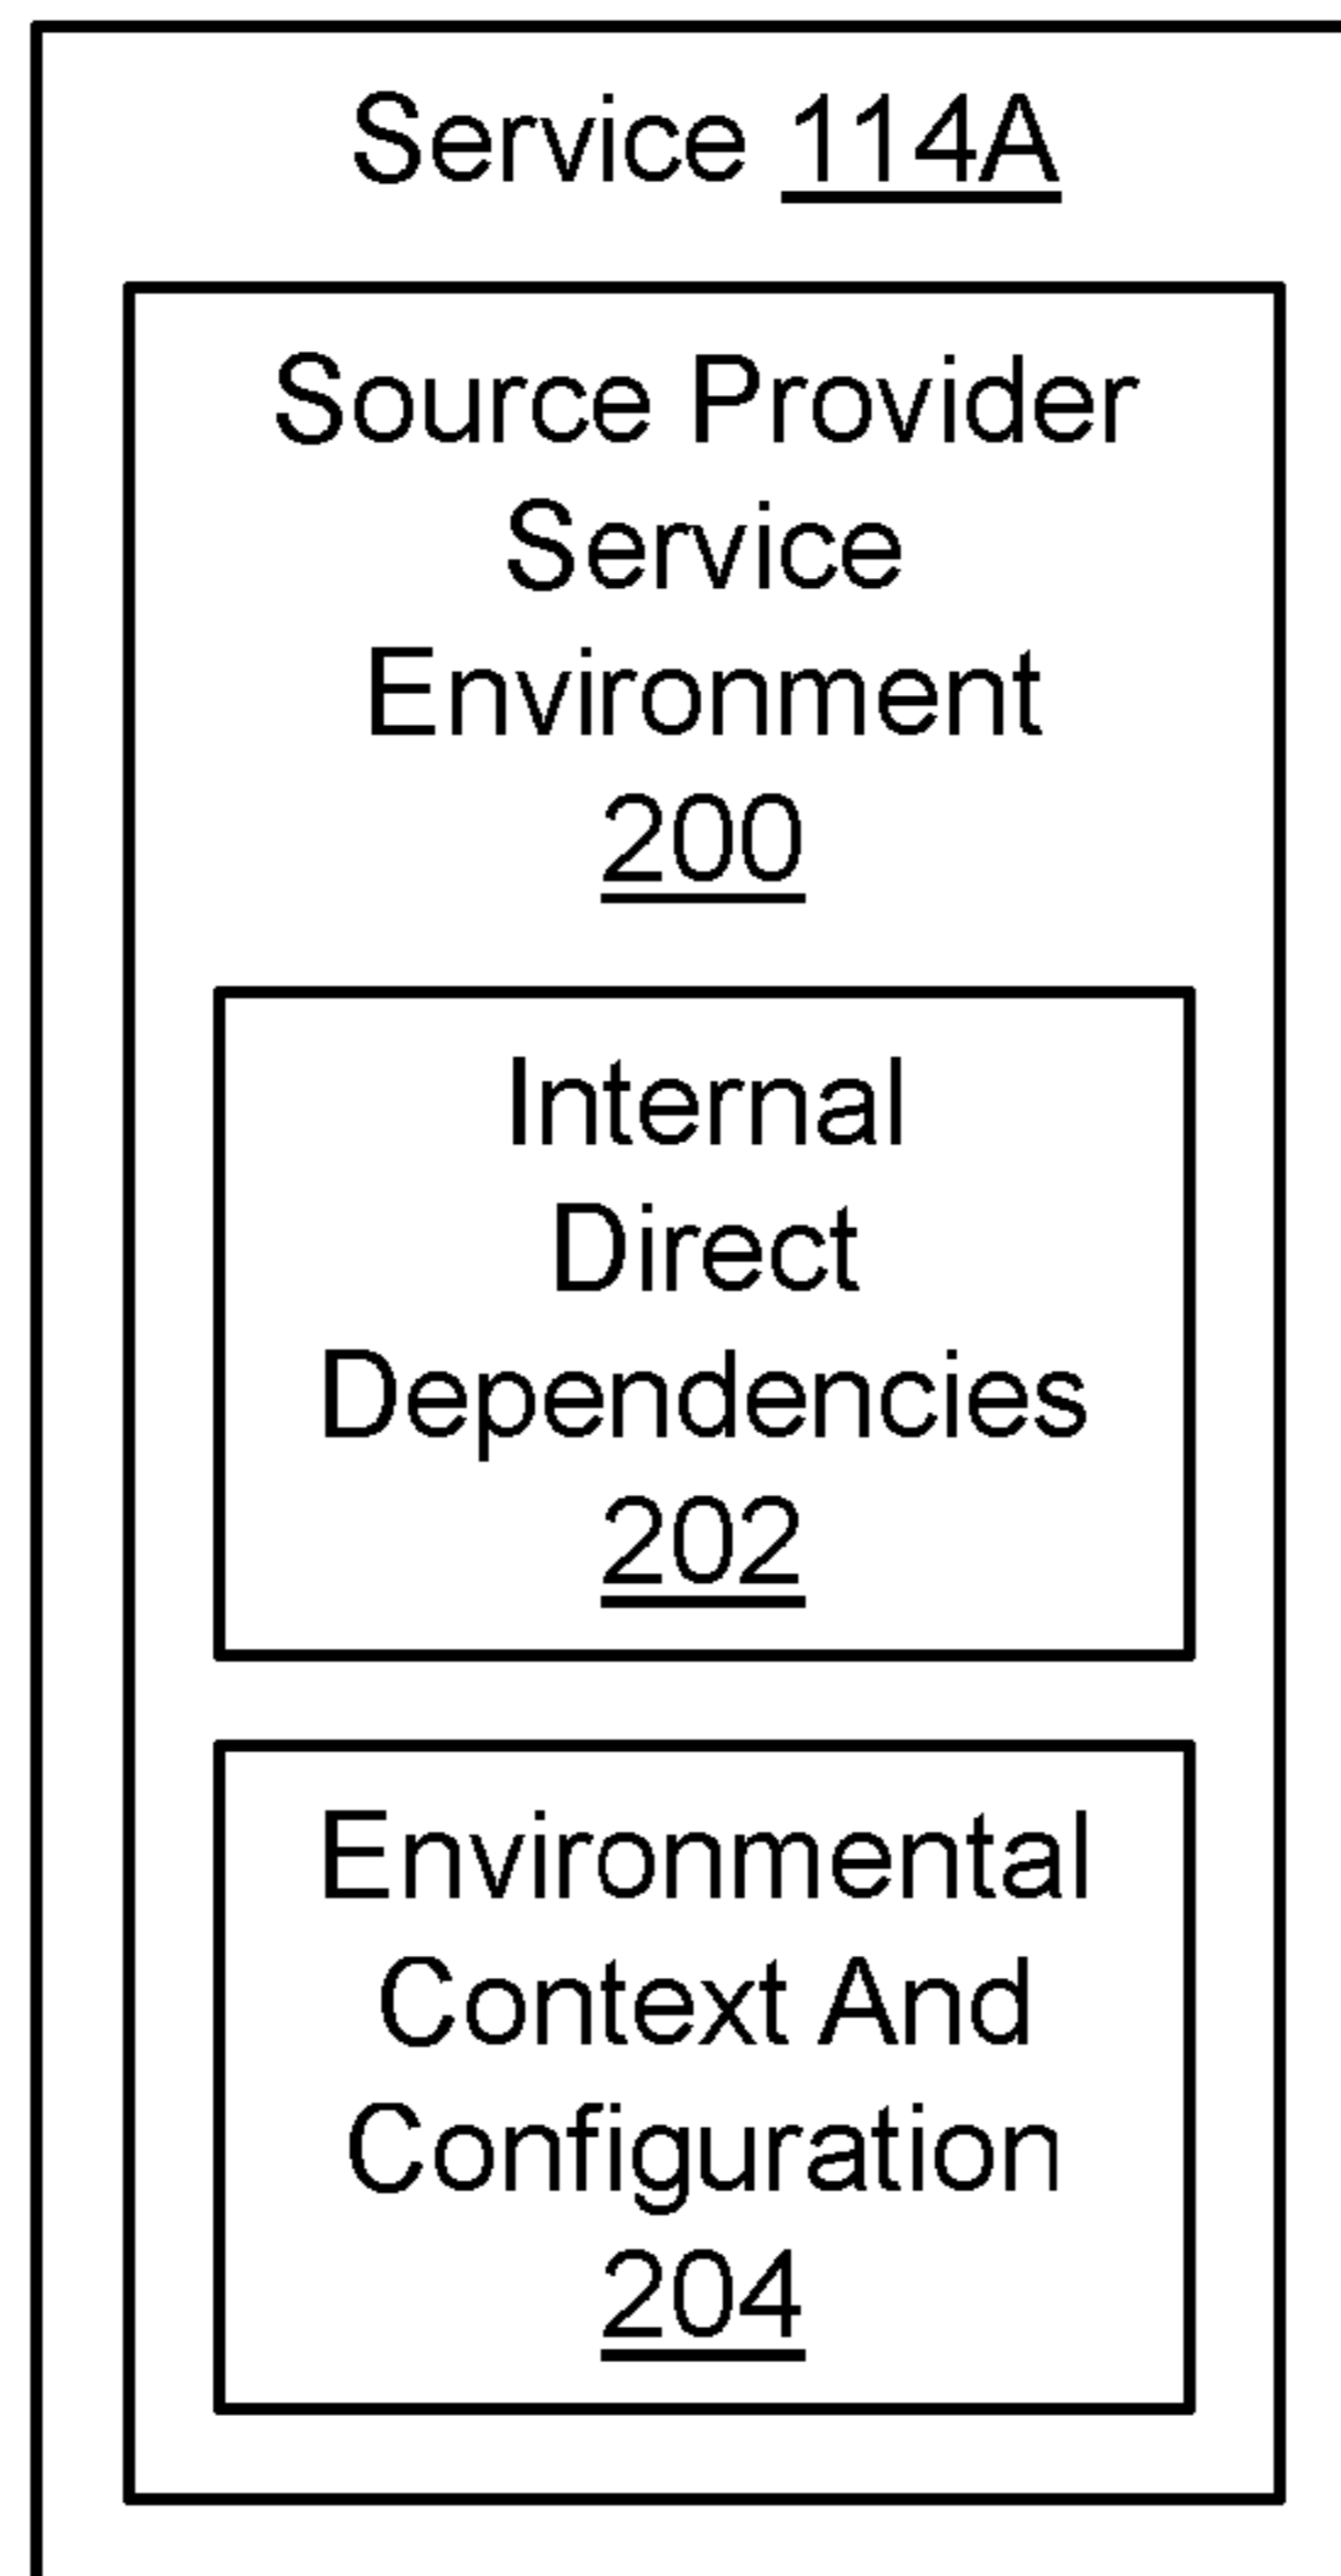 Service 114A
Source Provider
Service
Environment
200
Internal
Direct
Dependencies
202
Environmental
Context And
Configuration
204